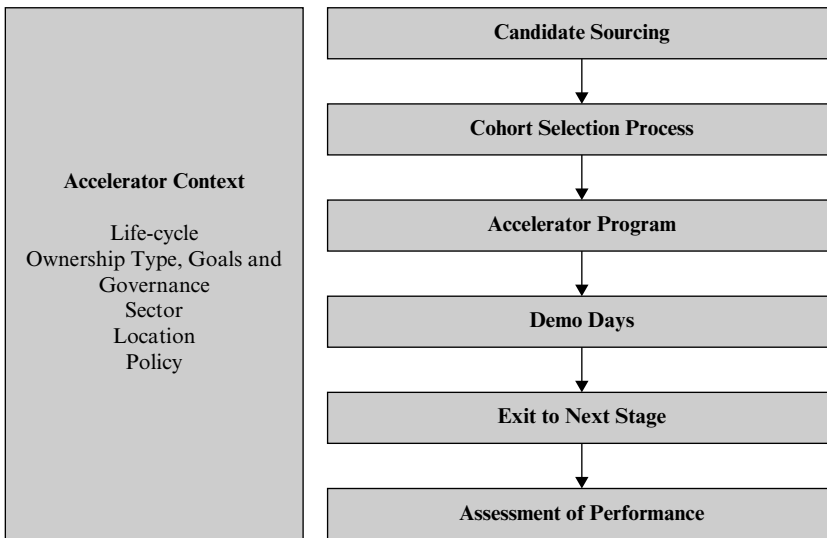 Accelerator Context
Life-cycle
Ownership Type, Goals and
Governance
Sector
Location
Policy
Candidate Sourcing
Cohort Selection Process
Accelerator Program
Demo Days
Exit to Next Stage
Assessment of Performance